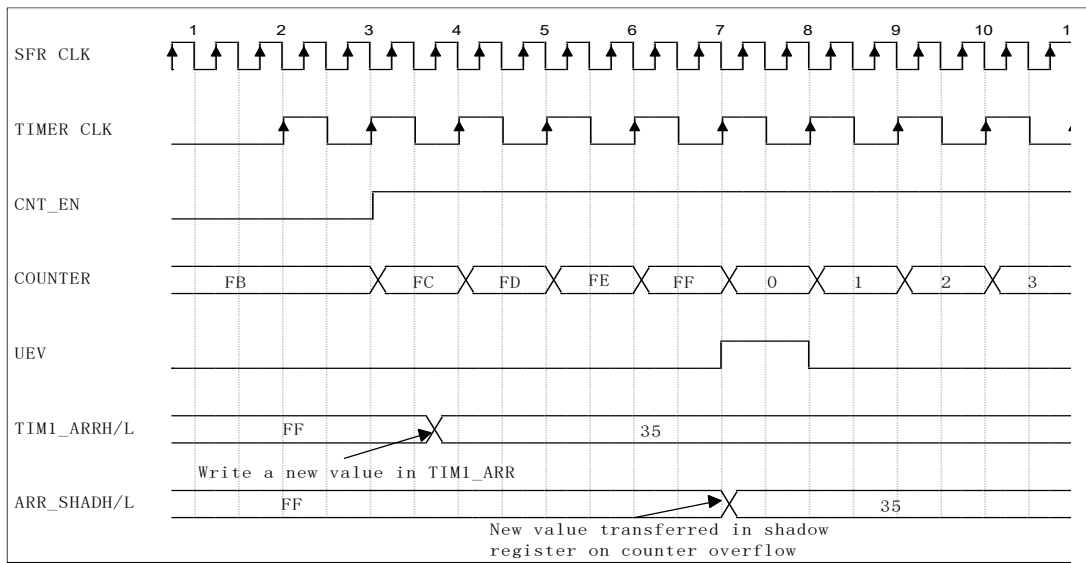 1 2 3 4 5 6 7 8 9 10 1
SFR CLK
TIMER CLK
CNT_EN
COUNTER FB FC FD FE FF 0 1 2 3
UEV
TIM1_ARRH/L FF 35
Write a new value in TIM1_ARR
ARR_SHADH/L FF 35
New value transferred in shadow
register on counter overflow